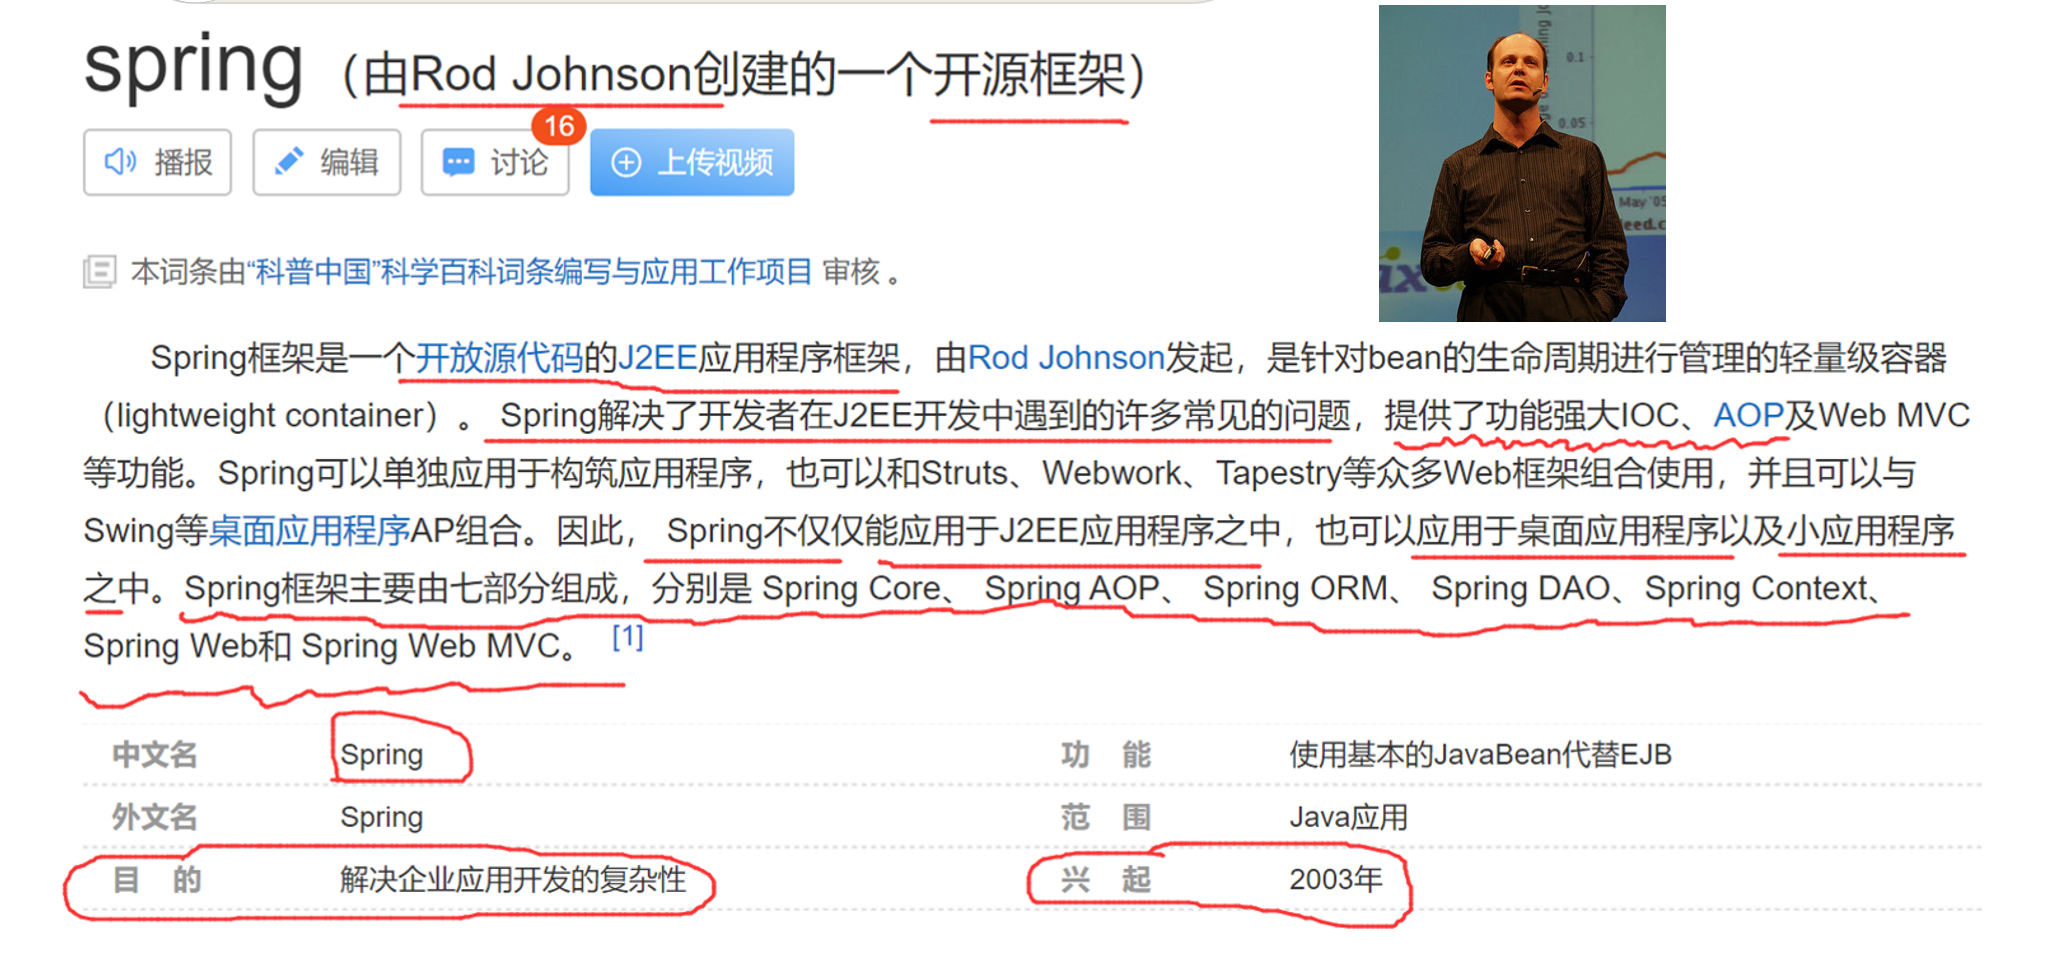 spring（由Rod Johnson创建的一个开源框架）
播报 编辑 讨论 16 上传视频
本词条由“科普中国”科学百科词条编写与应用工作项目 审核 。
Spring框架是一个开放源代码的J2EE应用程序框架，由Rod Johnson发起，是针对bean的生命周期进行管理的轻量级容器
（lightweight container）。 Spring解决了开发者在J2EE开发中遇到的许多常见的问题，提供了功能强大IOC、AOP及Web MVC
等功能。Spring可以单独应用于构筑应用程序，也可以和Struts、Webwork、Tapestry等众多Web框架组合使用，并且可以与
Swing等桌面应用程序AP组合。因此， Spring不仅仅能应用于J2EE应用程序之中，也可以应用于桌面应用程序以及小应用程序
之中。Spring框架主要由七部分组成，分别是 Spring Core、 Spring AOP、 Spring ORM、 Spring DAO、Spring Context、
Spring Web和 Spring Web MVC。 [1]
中文名 Spring 功 能 使用基本的JavaBean代替EJB
外文名 Spring 范 围 Java应用
目 的 解决企业应用开发的复杂性 兴 起 2003年
0.1
0.05
May '05
eed.c